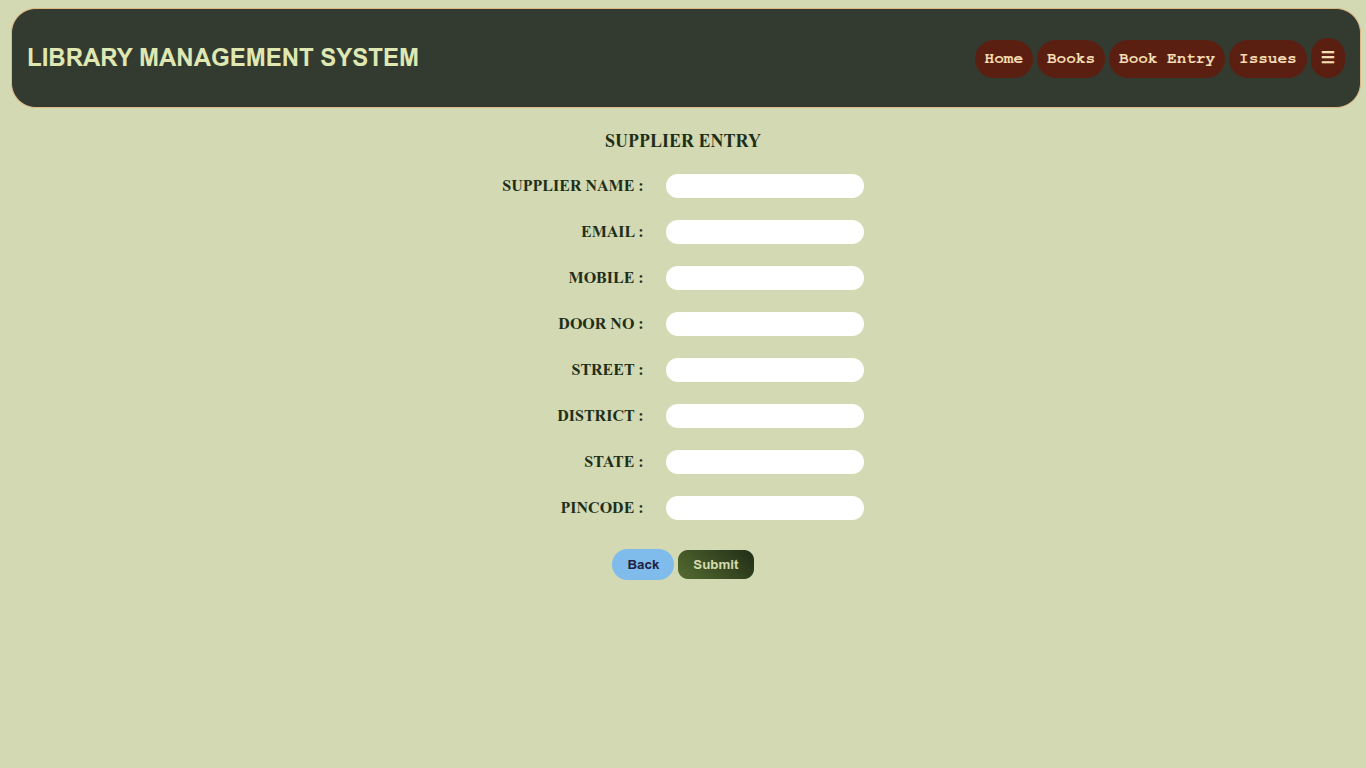 LIBRARY MANAGEMENT SYSTEM
Home Books Book Entry Issues ☰
SUPPLIER ENTRY
SUPPLIER NAME :
EMAIL :
MOBILE :
DOOR NO :
STREET :
DISTRICT :
STATE :
PINCODE :
Back Submit